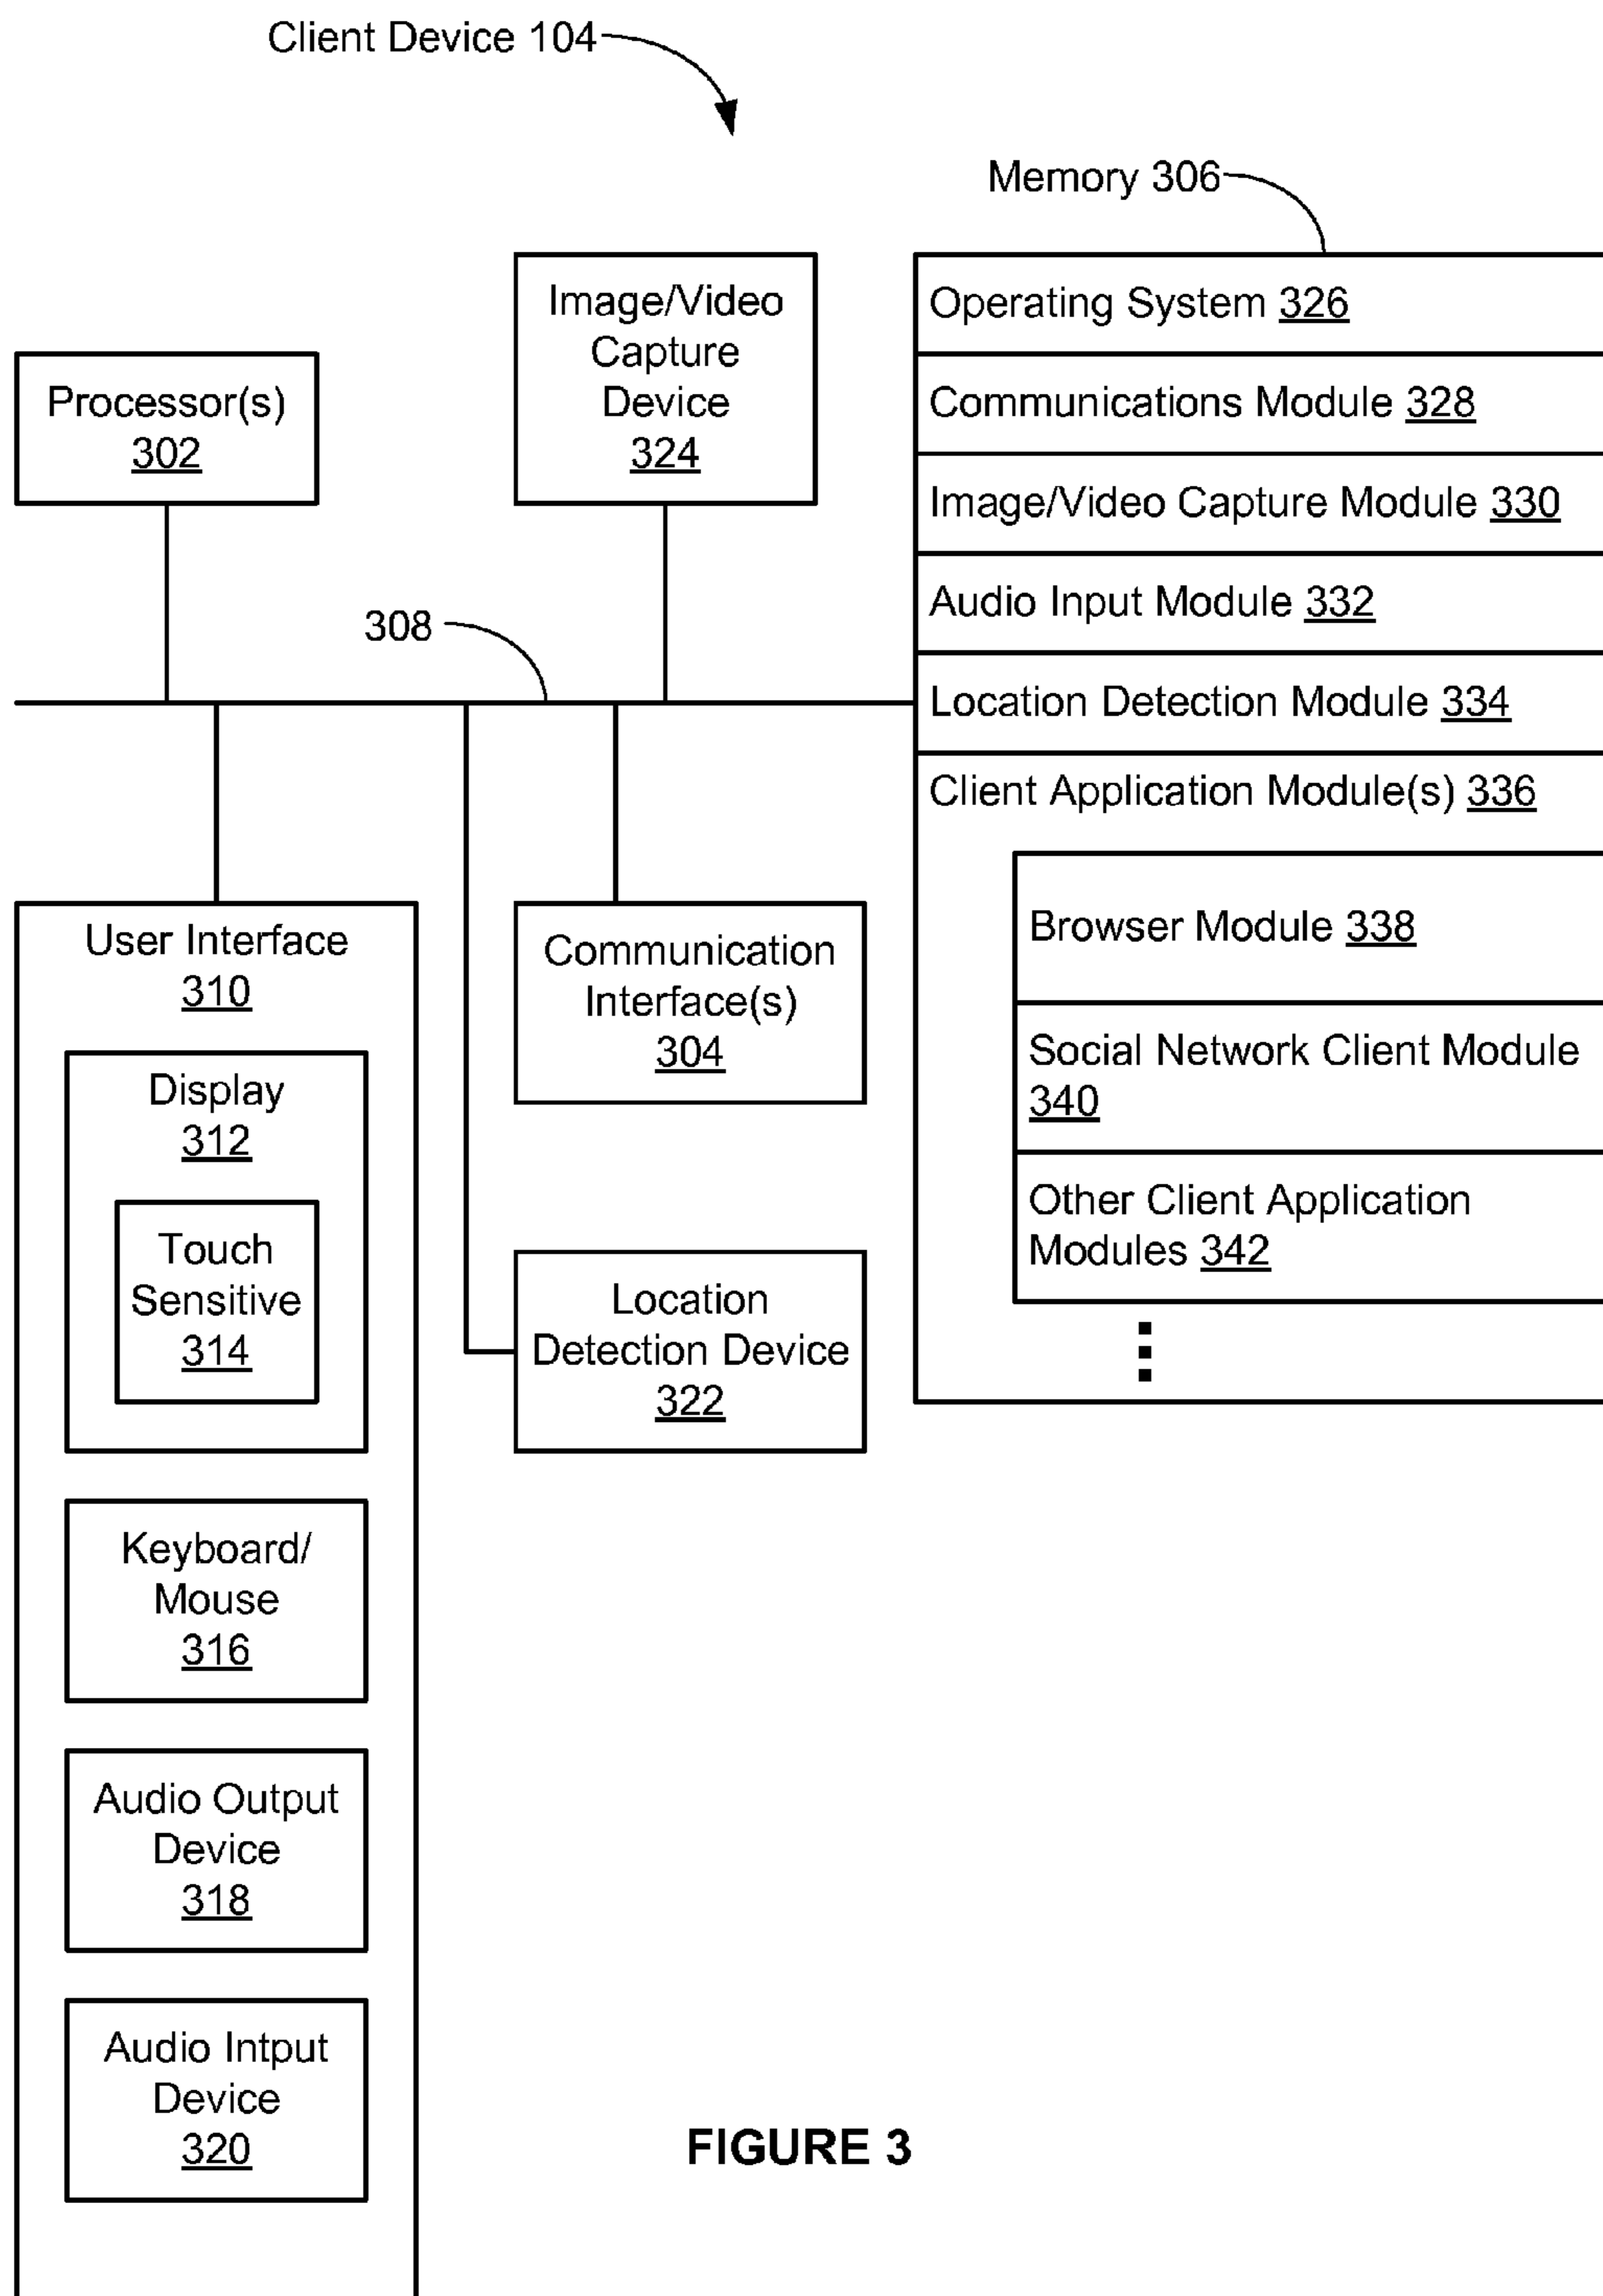 Client Device 104
Memory 306
Image/Video
Capture
Device
324
Processor(s)
302
308
Operating System 326
Communications Module 328
Image/Video Capture Module 330
Audio Input Module 332
Location Detection Module 334
Client Application Module(s) 336
Browser Module 338
Social Network Client Module
340
Other Client Application
Modules 342
User Interface
310
Display
312
Touch
Sensitive
314
Keyboard/
Mouse
316
Audio Output
Device
318
Audio Intput
Device
320
Communication
Interface(s)
304
Location
Detection Device
322
FIGURE 3